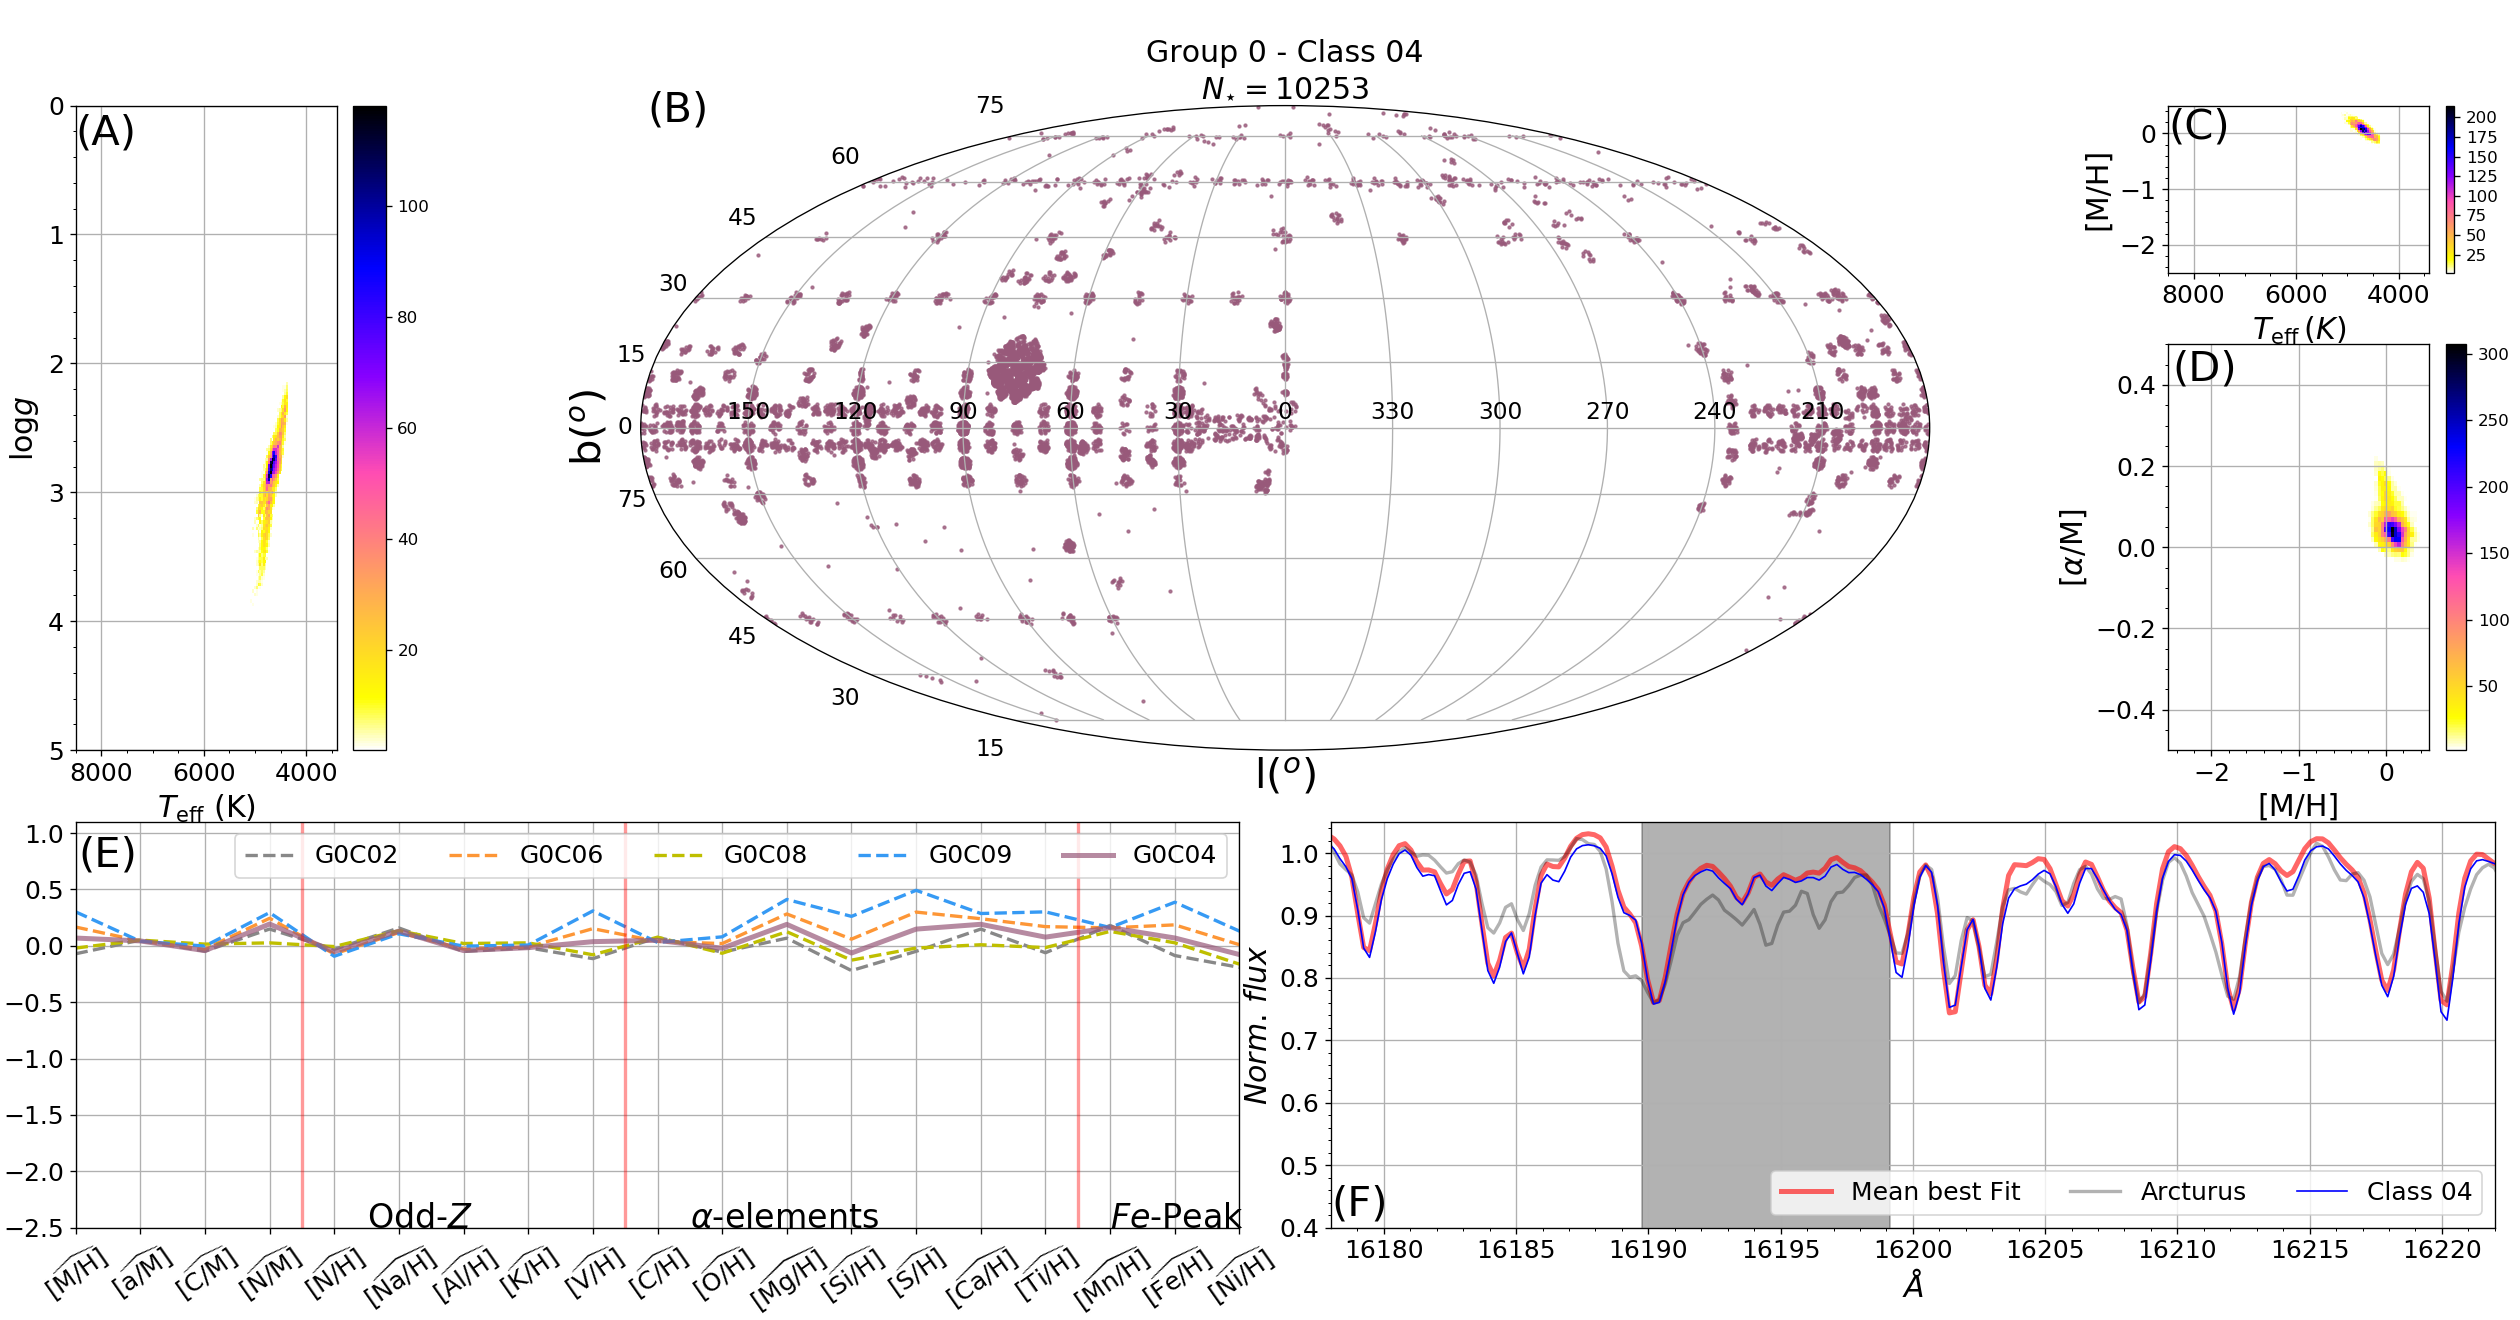 Group 0 - Class 04
N⋆ = 10253
(A)
0
1
2
3
4
5
logg
8000 6000 4000
Teff (K)
100
80
60
40
20
(B)
75
60
45
30
15
0
75
60
45
30
15
b(o)
150 120 90 60 30 0 330 300 270 240 210
l(o)
(C)
0
−1
−2
[M/H]
8000 6000 4000
Teff (K)
200
175
150
125
100
75
50
25
(D)
0.4
0.2
0.0
−0.2
−0.4
[α/M]
−2 −1 0
[M/H]
300
250
200
150
100
50
(E)
G0C02 G0C06 G0C08 G0C09 G0C04
1.0
0.5
0.0
−0.5
−1.0
−1.5
−2.0
−2.5
Odd-Z α-elements Fe-Peak
[M/H] [a/M] [C/M] [N/M] [N/H] [Na/H] [Al/H] [K/H] [V/H] [C/H] [O/H] [Mg/H] [Si/H] [S/H] [Ca/H] [Ti/H] [Mn/H] [Fe/H] [Ni/H]
(F)
Norm. flux
1.0
0.9
0.8
0.7
0.6
0.5
0.4
Mean best Fit Arcturus Class 04
16180 16185 16190 16195 16200 16205 16210 16215 16220
Å